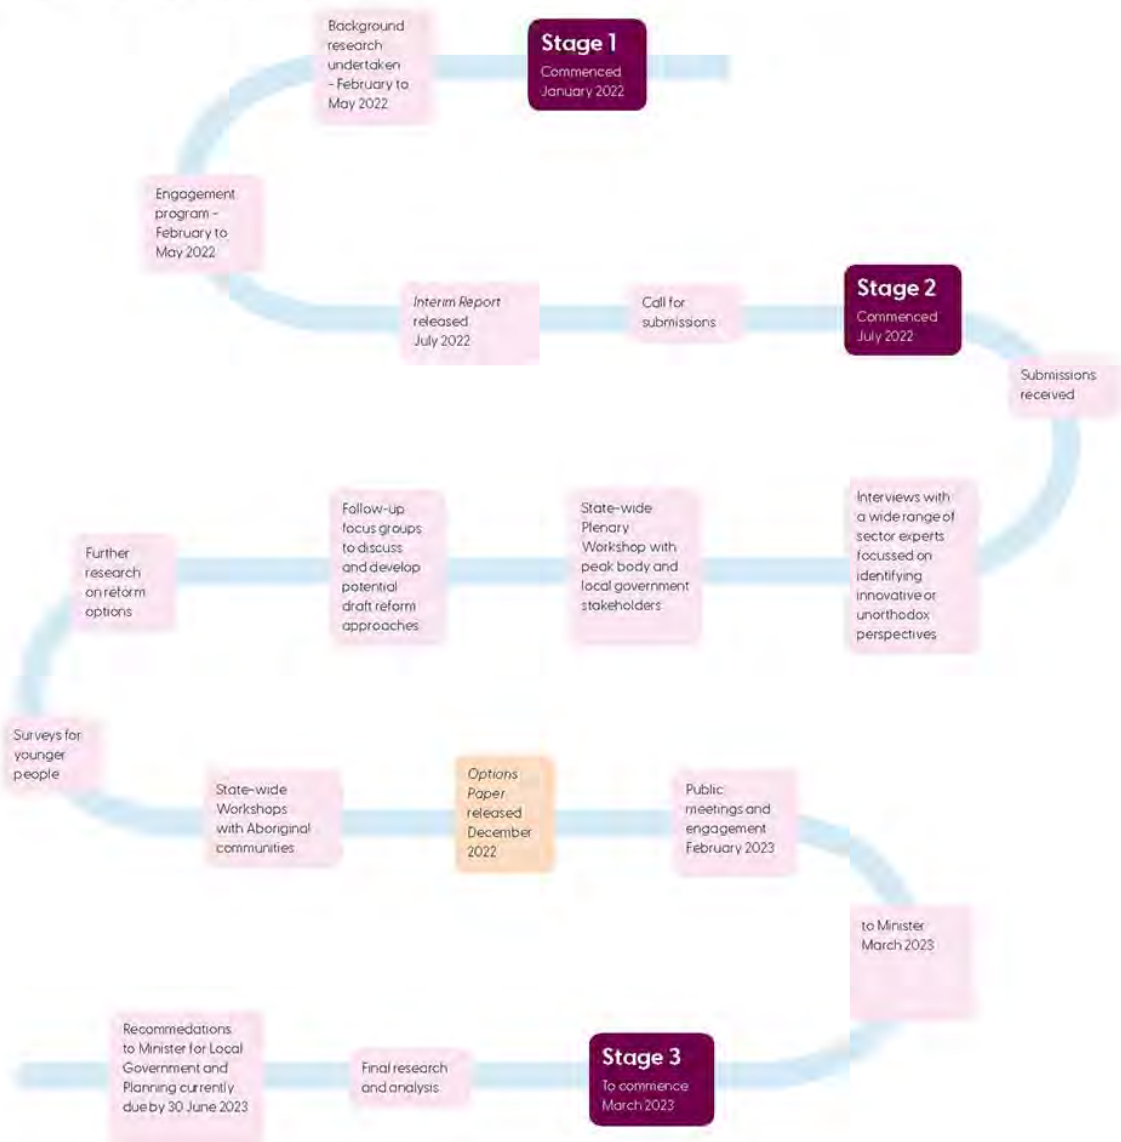 Stage 1
Commenced
January 2022
Background
research
undertaken
- February to
May 2022
Engagement
program -
February to
May 2022
Interim Report
released
July 2022
Call for
submissions
Stage 2
Commenced
July 2022
Submissions
received
Interviews with
a wide range of
sector experts
focussed on
identifying
innovative or
unorthodox
perspectives
State-wide
Plenary
Workshop with
peak body and
local government
stakeholders
Follow-up
focus groups
to discuss
and develop
potential
draft reform
approaches
Further
research
on reform
options
Surveys for
younger
people
State-wide
Workshops
with Aboriginal
communities
Options
Paper
released
December
2022
Public
meetings and
engagement
February 2023
to Minister
March 2023
Stage 3
To commence
March 2023
Final research
and analysis
Recommedations
to Minister for Local
Government and
Planning currently
due by 30 June 2023